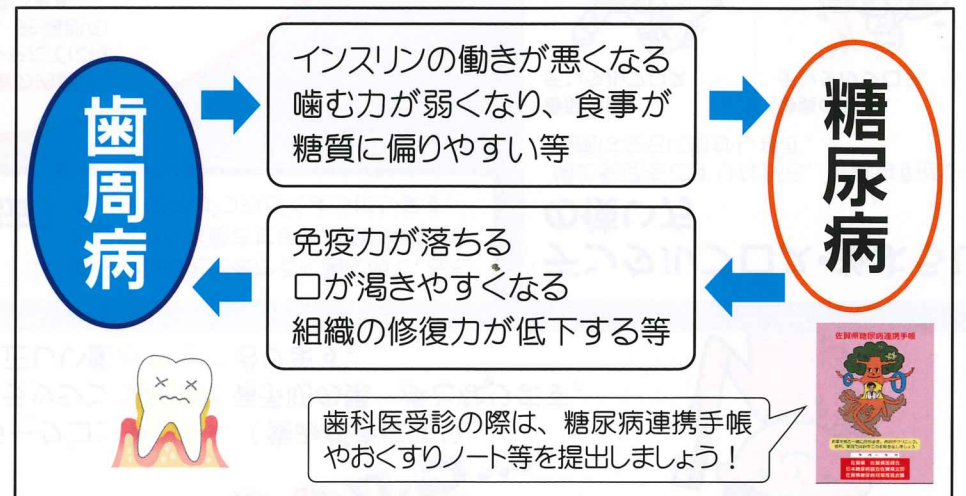 歯周病
インスリンの働きが悪くなる
噛む力が弱くなり、食事が
糖質に偏りやすい等
糖尿病
免疫力が落ちる
口が渇きやすくなる
組織の修復力が低下する等
歯科医受診の際は、糖尿病連携手帳
やおくすりノート等を提出しましょう！
佐賀県糖尿病連携手帳